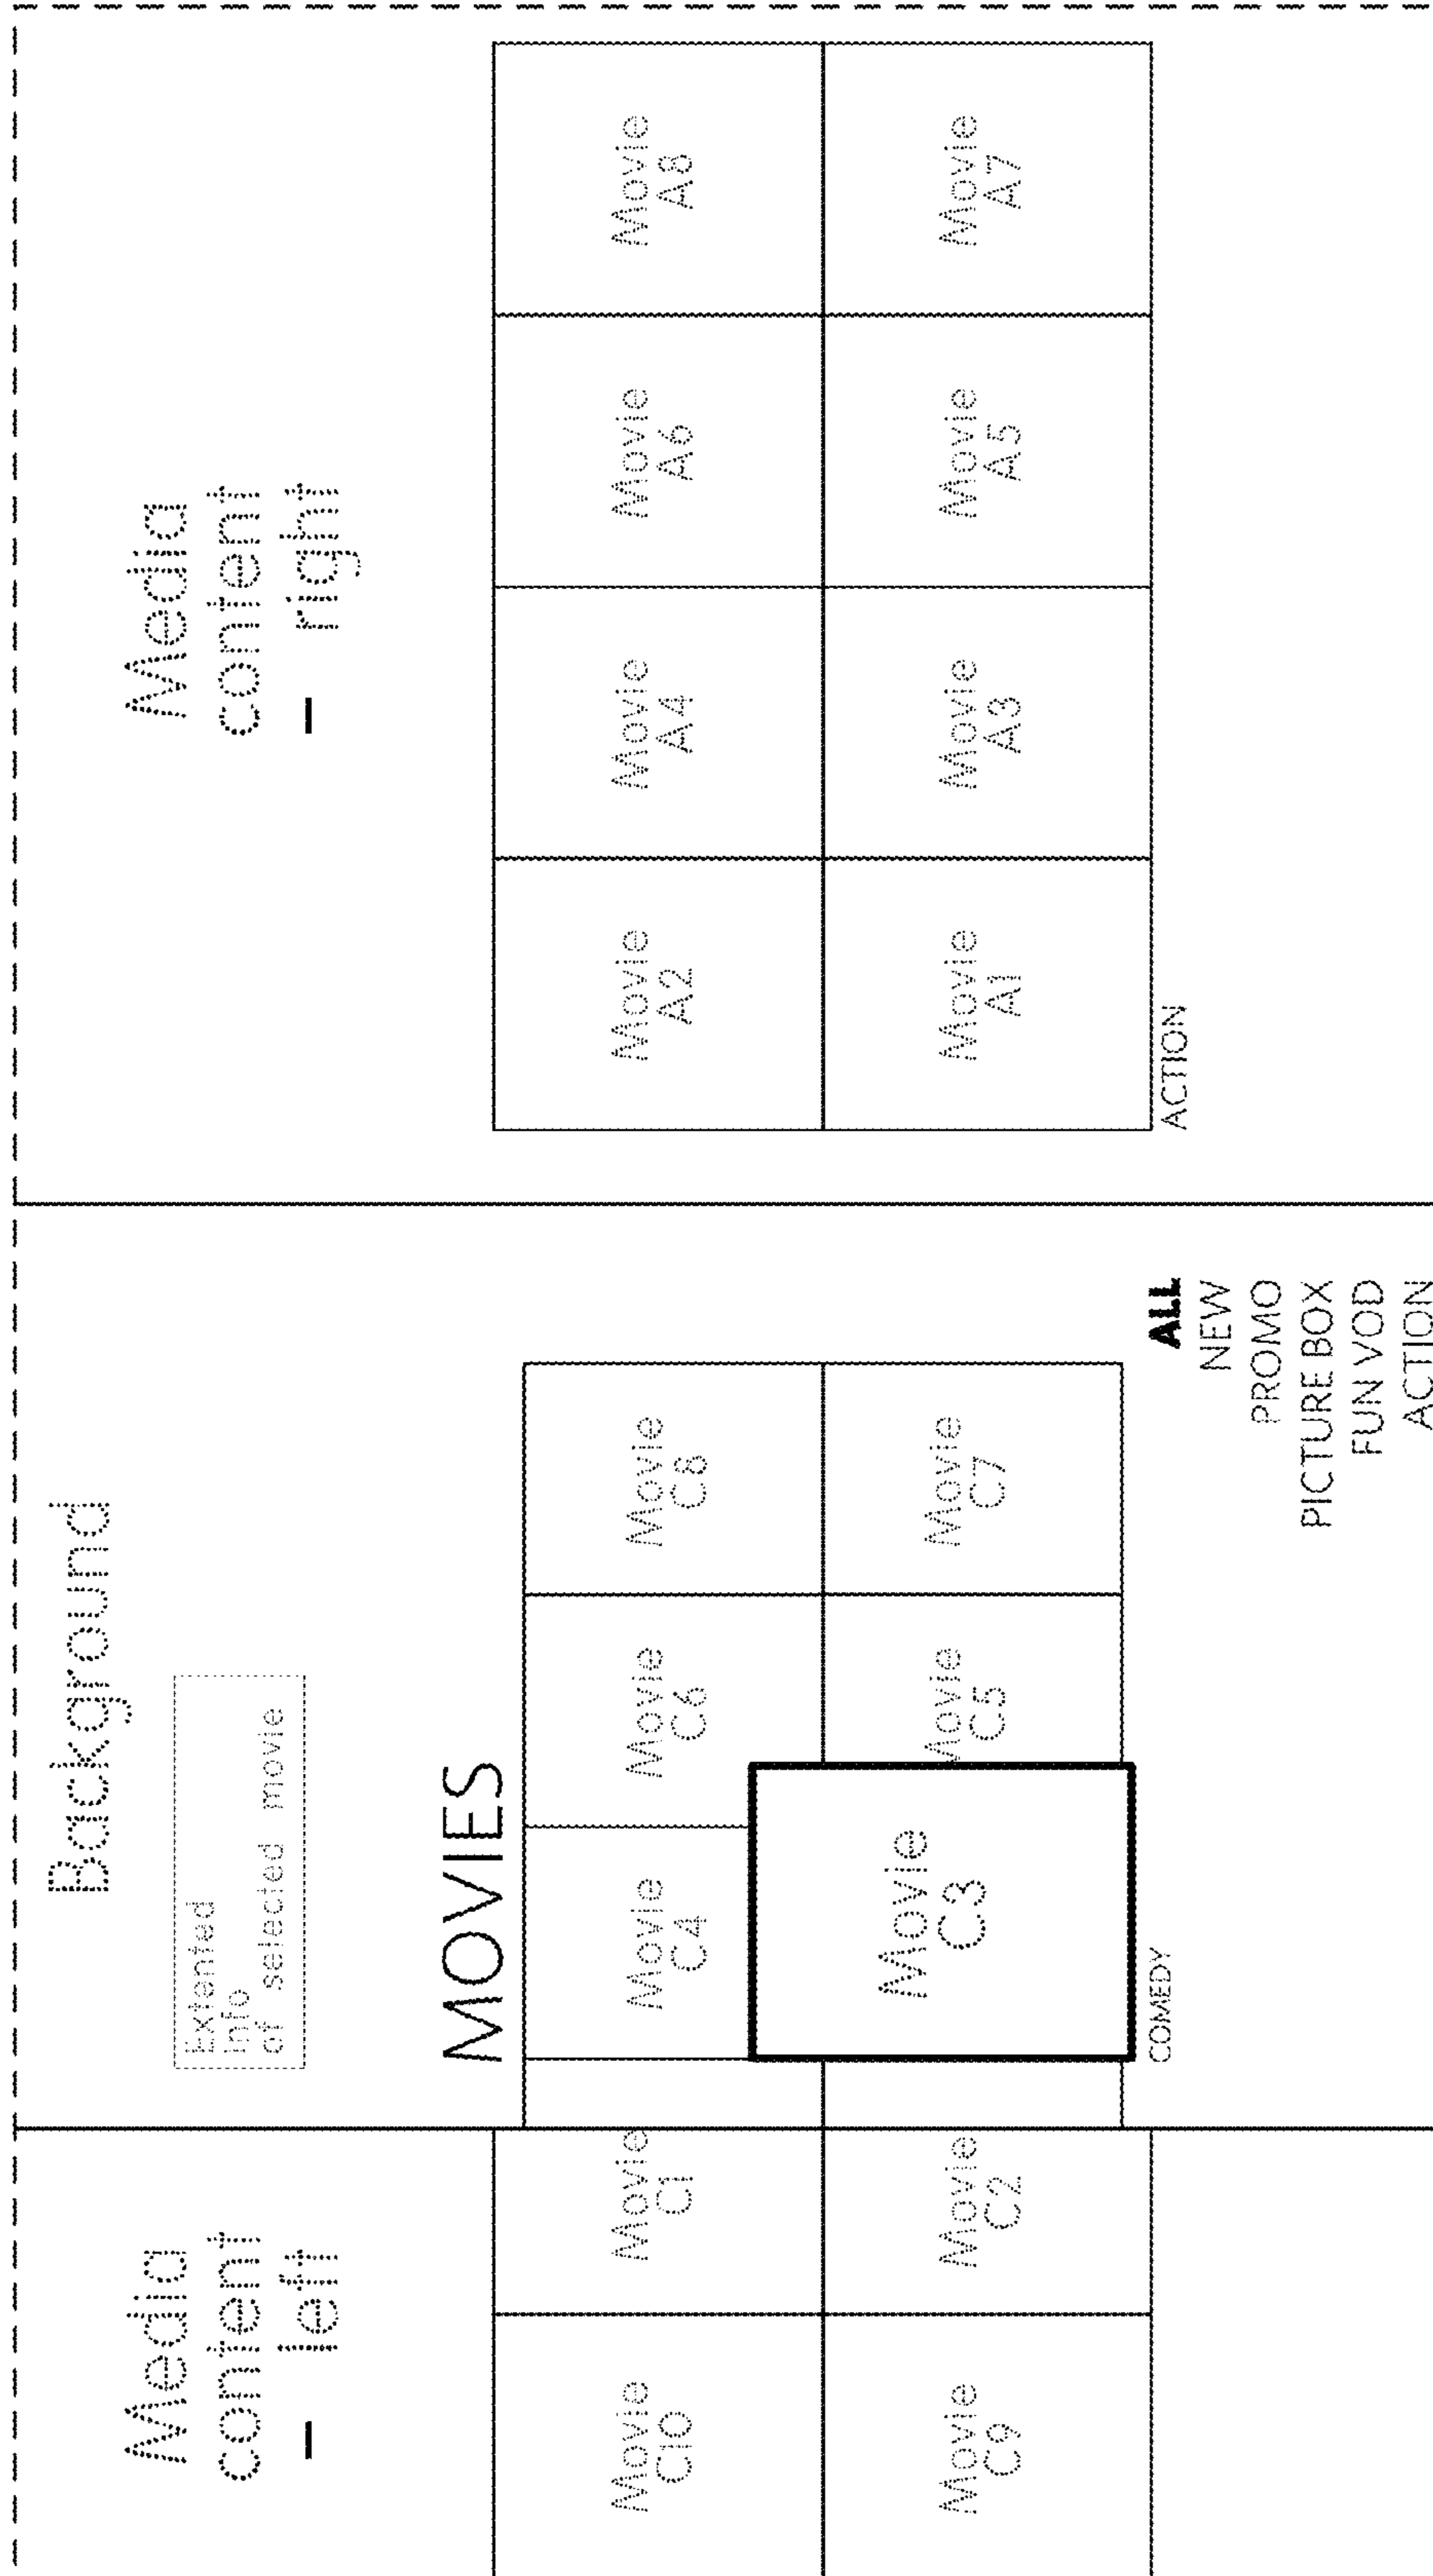 Media
content
– left
Movie
C10
Movie
C1
Movie
C9
Movie
C2
Background
Extented
info
of selected movie
MOVIES
Movie
C4
Movie
C6
Movie
C8
Movie
C3
Movie
C5
Movie
C7
COMEDY
ALL
NEW
PROMO
PICTURE BOX
FUN VOD
ACTION
Media
content
– right
Movie
A2
Movie
A4
Movie
A6
Movie
A8
Movie
A1
Movie
A3
Movie
A5
Movie
A7
ACTION